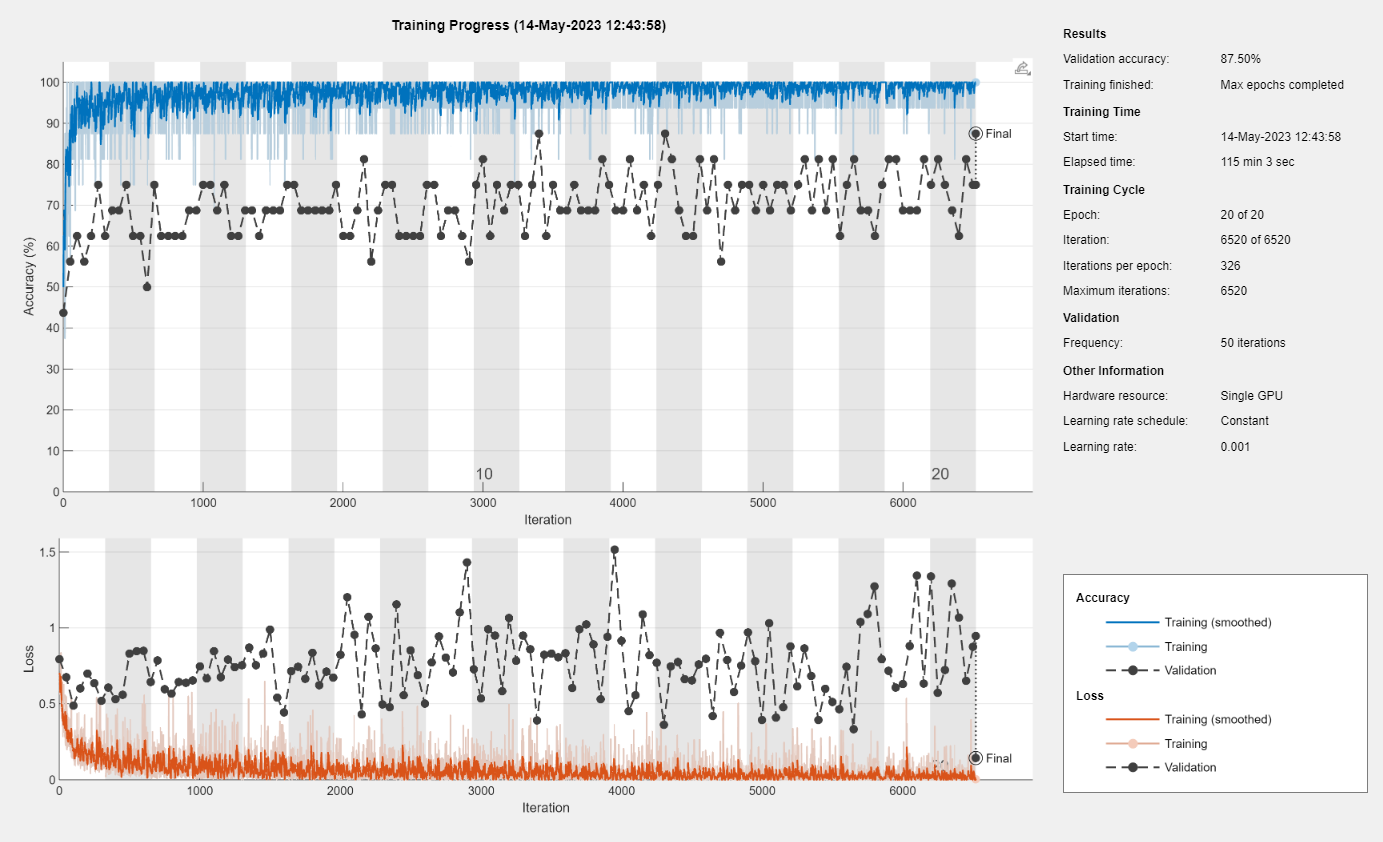 Training Progress (14-May-2023 12:43:58)
100
90
80
70
60
50
40
30
20
10
0
Accuracy (%)
Final
10
20
0 1000 2000 3000 4000 5000 6000
Iteration
1.5
1
0.5
0
Loss
Final
0 1000 2000 3000 4000 5000 6000
Iteration
Results
Validation accuracy: 87.50%
Training finished: Max epochs completed
Training Time
Start time: 14-May-2023 12:43:58
Elapsed time: 115 min 3 sec
Training Cycle
Epoch: 20 of 20
Iteration: 6520 of 6520
Iterations per epoch: 326
Maximum iterations: 6520
Validation
Frequency: 50 iterations
Other Information
Hardware resource: Single GPU
Learning rate schedule: Constant
Learning rate: 0.001
Accuracy
Training (smoothed)
Training
Validation
Loss
Training (smoothed)
Training
Validation